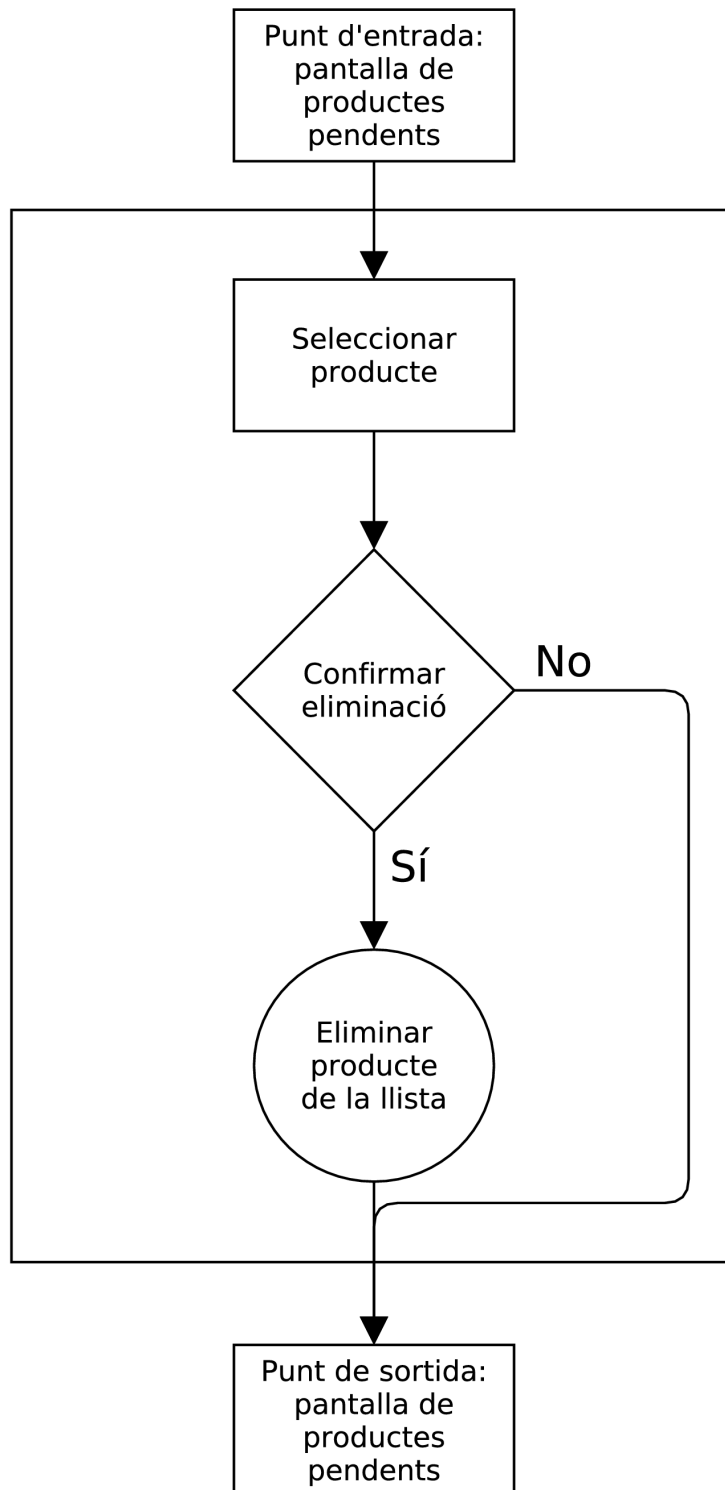 Punt d'entrada:
pantalla de
productes
pendents
Seleccionar
producte
Confirmar
eliminació
No
Sí
Eliminar
producte
de la llista
Punt de sortida:
pantalla de
productes
pendents